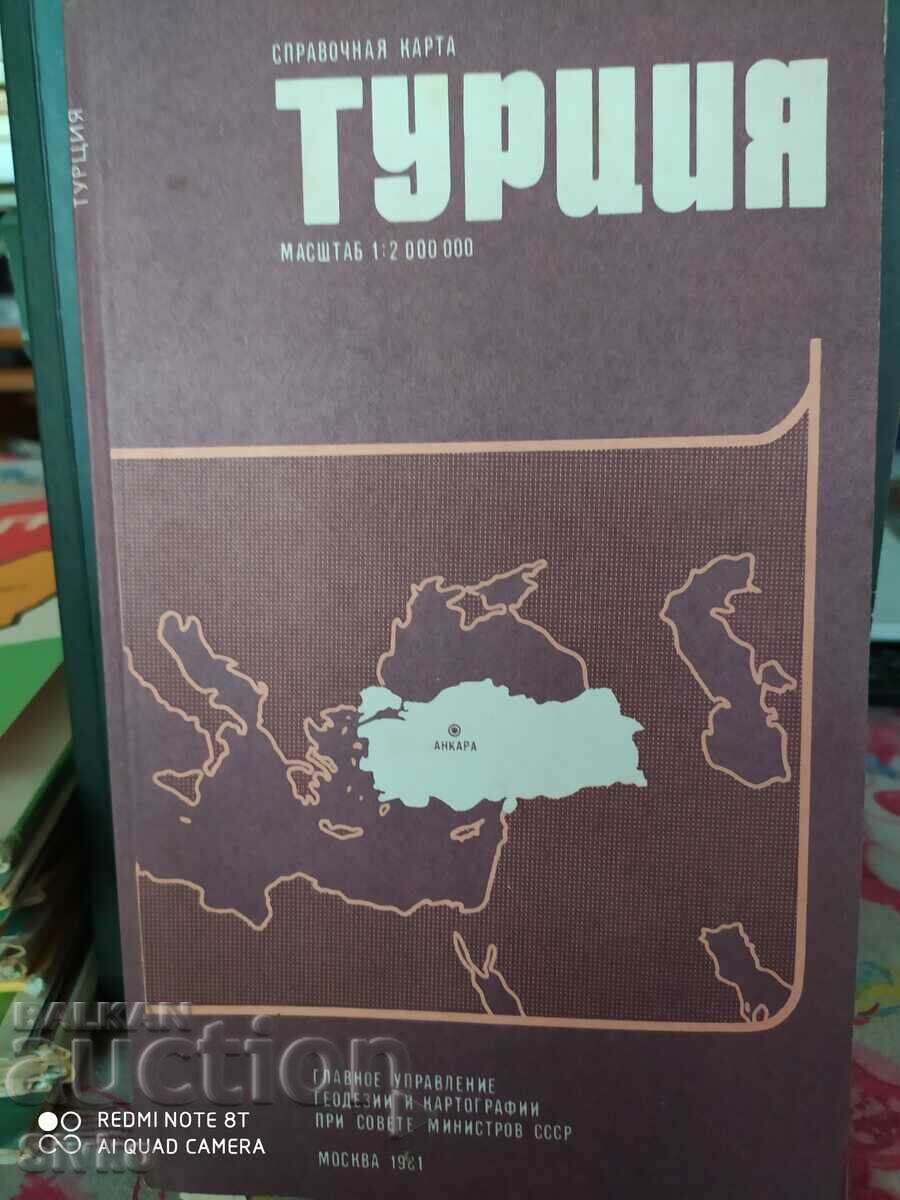 СПРАВОЧНАЯ КАРТА
ТУРЦИЯ
МАСШТАБ 1:2 000 000
ТУРЦИЯ
АНКАРА
ГЛАВНОЕ УПРАВЛЕНИЕ
ГЕОДЕЗИИ И КАРТОГРАФИИ
ПРИ СОВЕТЕ МИНИСТРОВ СССР
МОСКВА 1981
BALKAN
auction
REDMI NOTE 8T
AI QUAD CAMERA